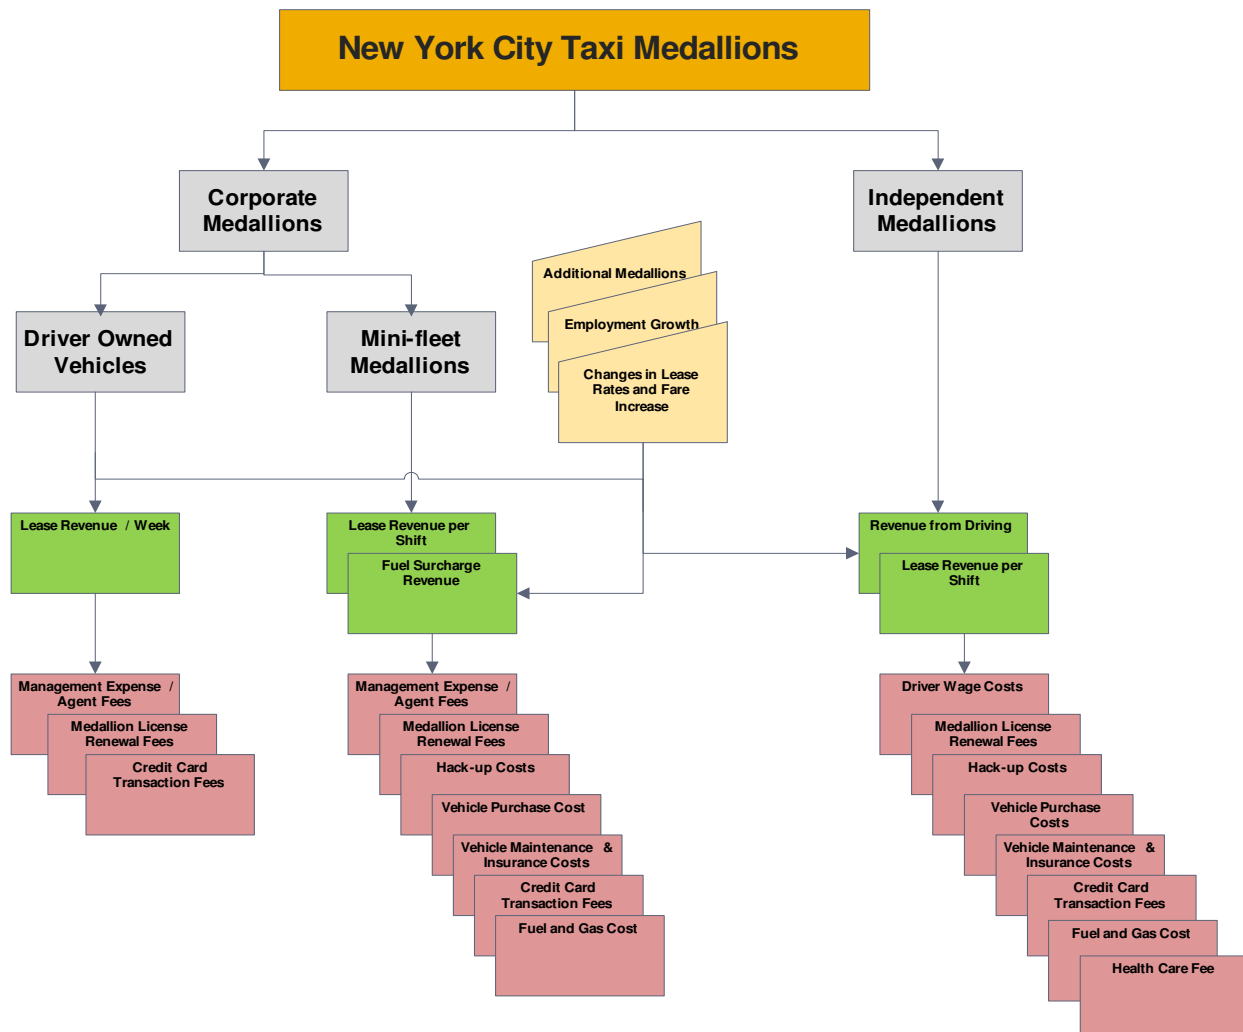 New York City Taxi Medallions
Corporate
Medallions
Independent
Medallions
Additional Medallions
Employment Growth
Changes in Lease
Rates and Fare
Increase
Driver Owned
Vehicles
Mini-fleet
Medallions
Lease Revenue / Week
Lease Revenue per
Shift
Fuel Surcharge
Revenue
Revenue from Driving
Lease Revenue per
Shift
Management Expense /
Agent Fees
Medallion License
Renewal Fees
Credit Card
Transaction Fees
Management Expense /
Agent Fees
Medallion License
Renewal Fees
Hack-up Costs
Vehicle Purchase Cost
Vehicle Maintenance &
Insurance Costs
Credit Card
Transaction Fees
Fuel and Gas Cost
Driver Wage Costs
Medallion License
Renewal Fees
Hack-up Costs
Vehicle Purchase
Costs
Vehicle Maintenance &
Insurance Costs
Credit Card
Transaction Fees
Fuel and Gas Cost
Health Care Fee